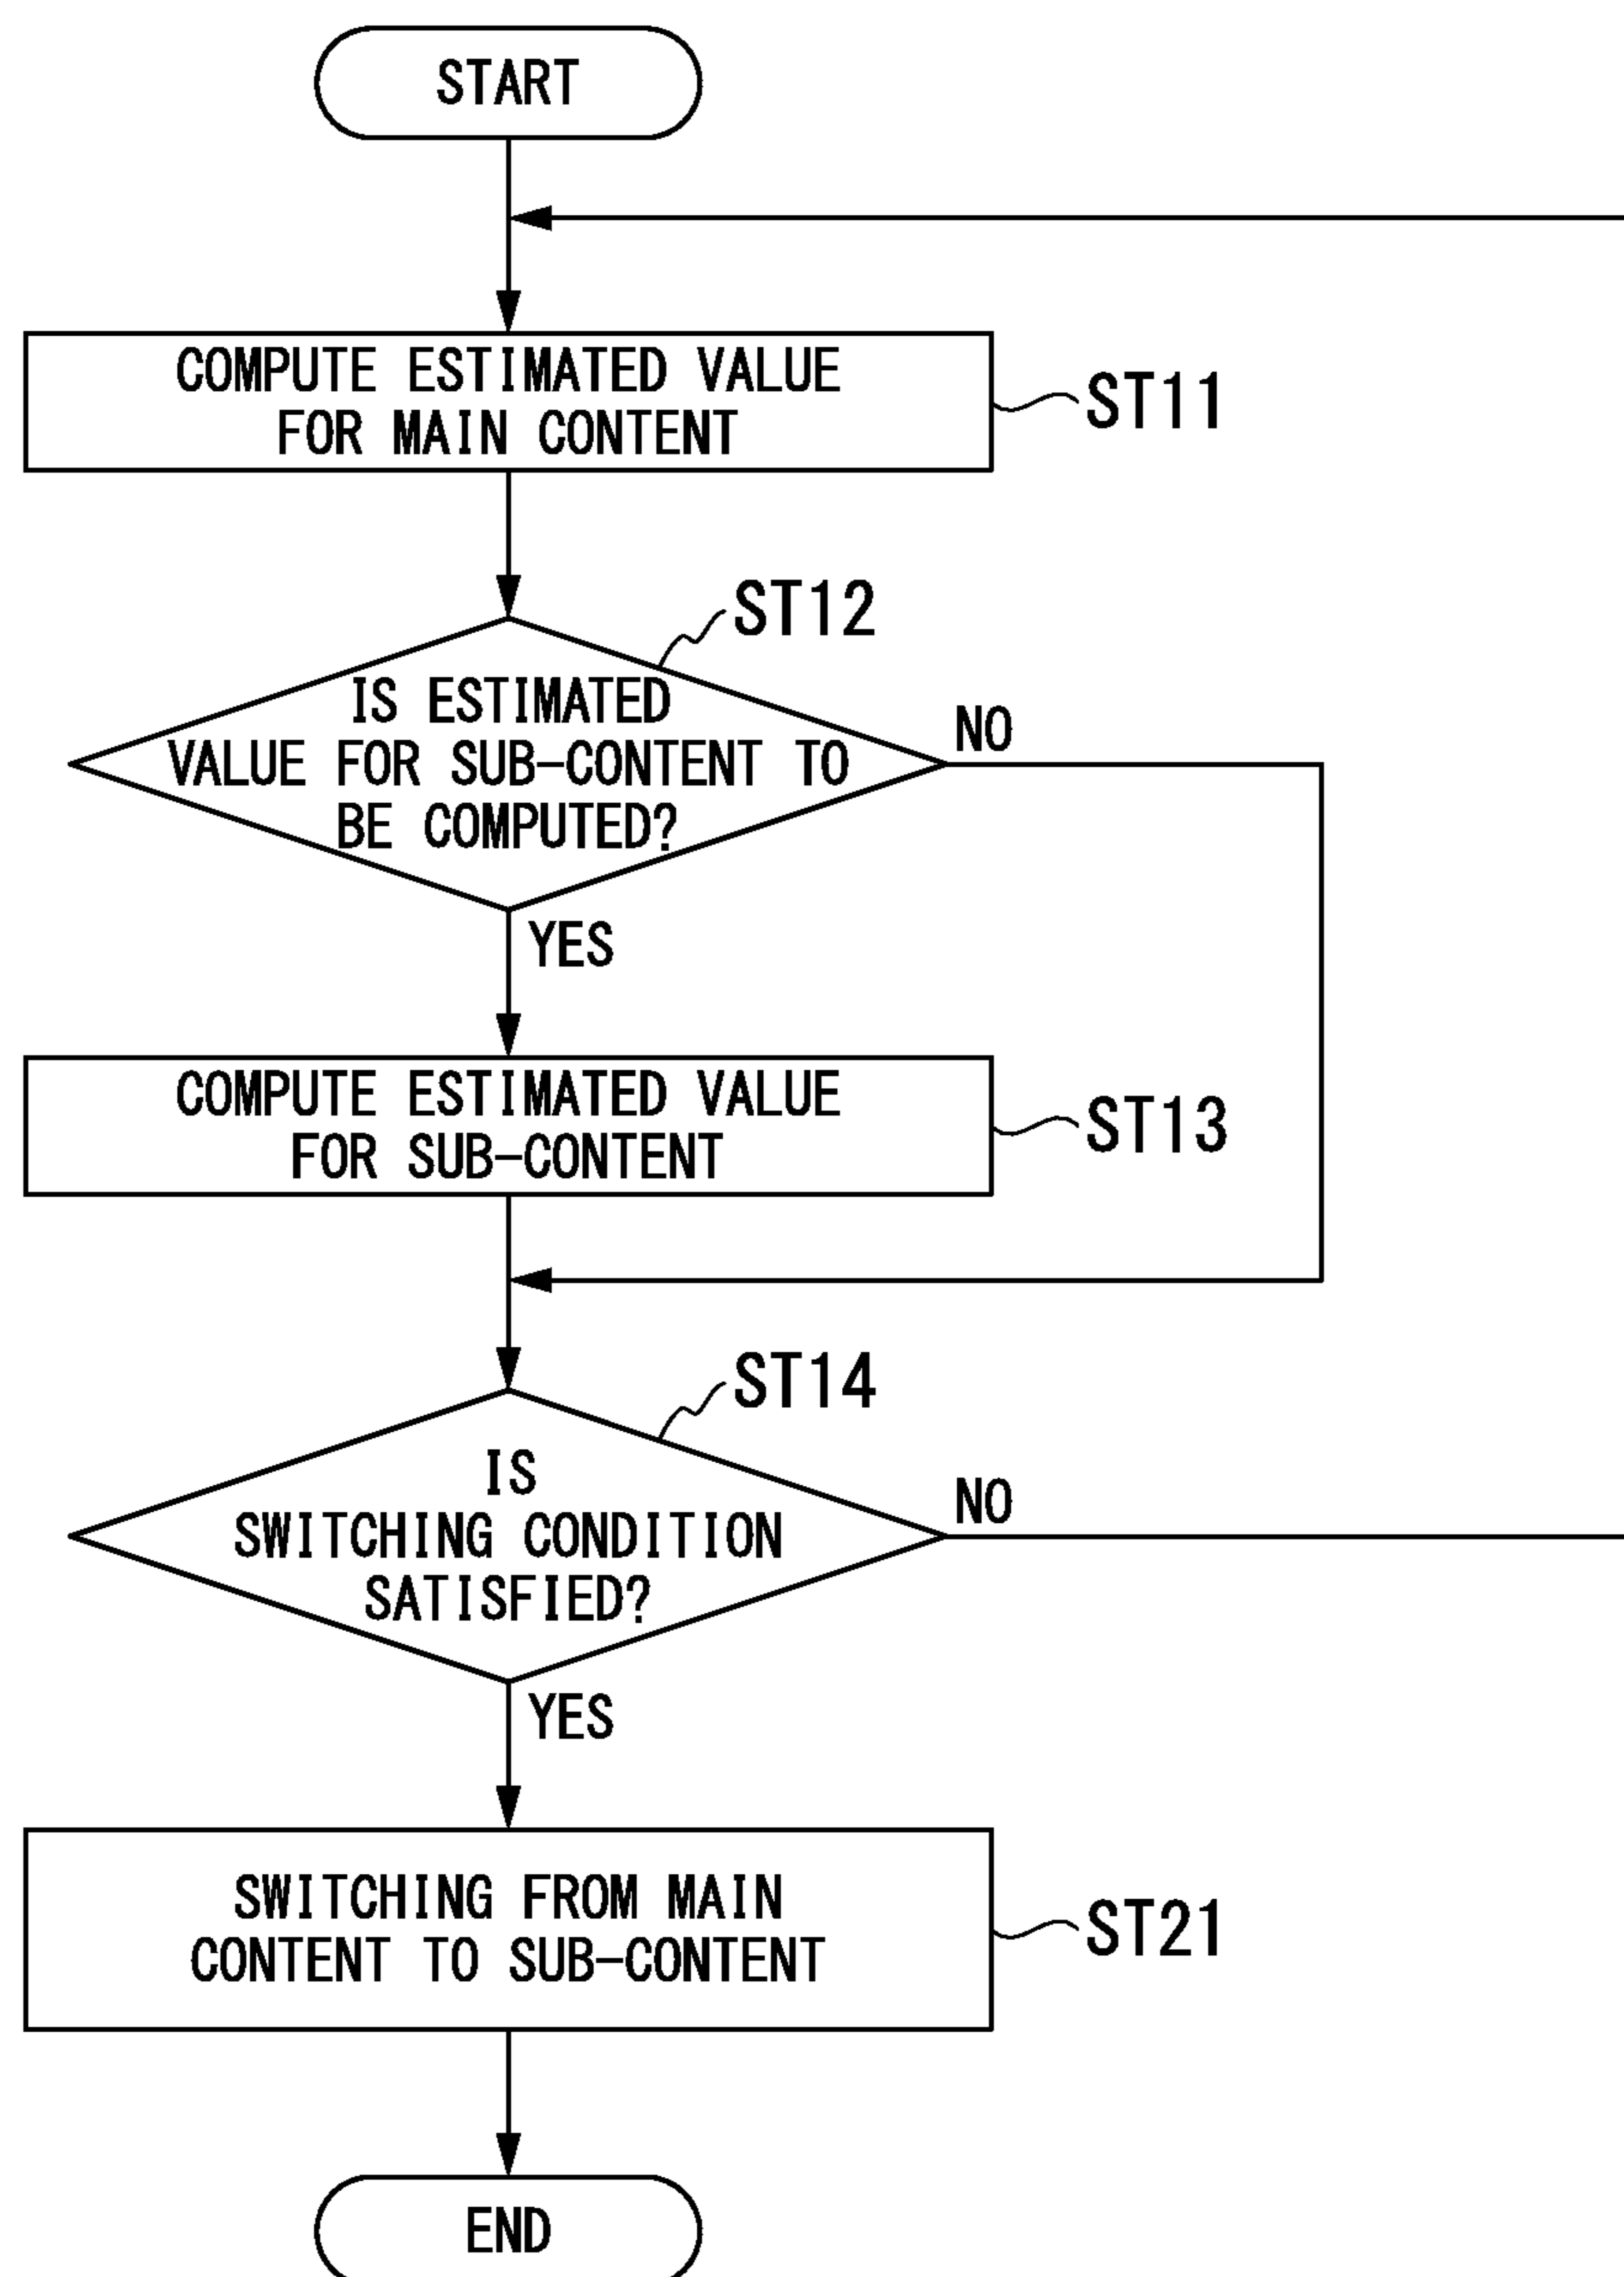 START
COMPUTE ESTIMATED VALUE
FOR MAIN CONTENT
ST11
ST12
IS ESTIMATED
VALUE FOR SUB-CONTENT TO
BE COMPUTED?
NO
YES
COMPUTE ESTIMATED VALUE
FOR SUB-CONTENT
ST13
ST14
IS
SWITCHING CONDITION
SATISFIED?
NO
YES
SWITCHING FROM MAIN
CONTENT TO SUB-CONTENT
ST21
END